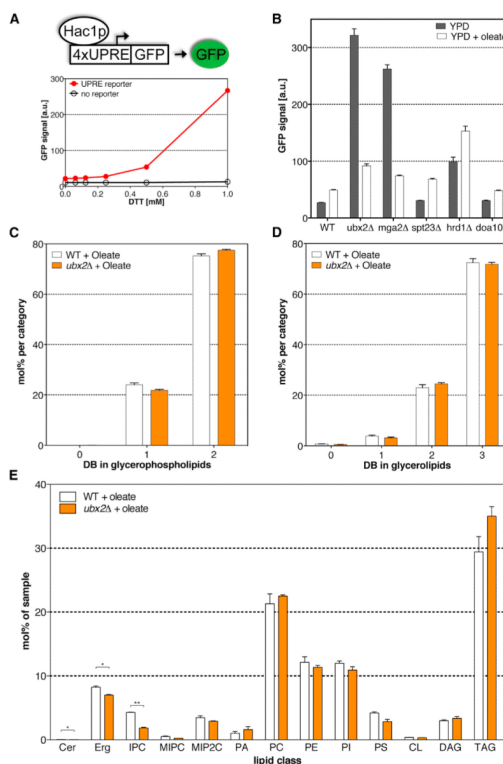 A
Hac1p
4xUPRE GFP GFP
UPRE reporter
no reporter
GFP signal [a.u.]
300
200
100
0
0.0 0.2 0.4 0.6 0.8 1.0
DTT [mM]
B
YPD
YPD + oleate
GFP signal [a.u.]
300
200
100
0
WT ubx2Δ mga2Δ spt23Δ hrd1Δ doa10
C
WT + Oleate
ubx2Δ + Oleate
mol% per category
80
60
40
20
0
0 1 2
DB in glycerophospholipids
D
WT + Oleate
ubx2Δ + Oleate
mol% per category
80
60
40
20
0
0 1 2 3
DB in glycerolipids
E
WT + oleate
ubx2Δ + oleate
mol% of sample
40
30
20
10
0
* * **
Cer Erg IPC MIPC MIP2C PA PC PE PI PS CL DAG TAG
lipid class